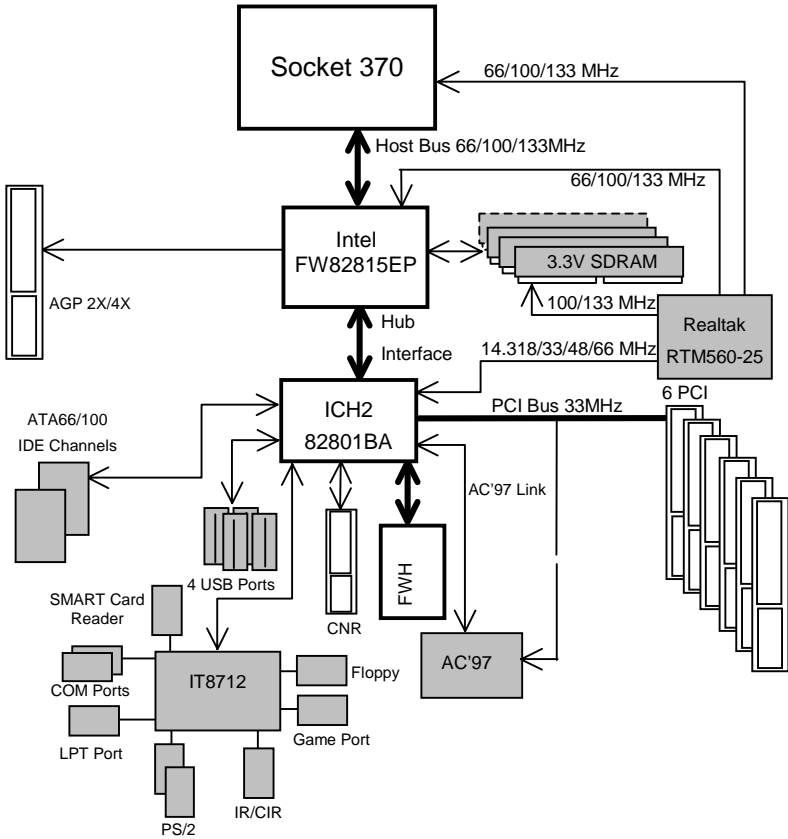 Socket 370
66/100/133 MHz
Host Bus 66/100/133MHz
66/100/133 MHz
Intel
FW82815EP
3.3V SDRAM
AGP 2X/4X
100/133 MHz
Hub
Interface
Realtak
RTM560-25
14.318/33/48/66 MHz
6 PCI
ICH2
82801BA
PCI Bus 33MHz
ATA66/100
IDE Channels
AC'97 Link
4 USB Ports
CNR
FWH
SMART Card
Reader
COM Ports
IT8712
Floppy
AC'97
LPT Port
Game Port
PS/2
IR/CIR